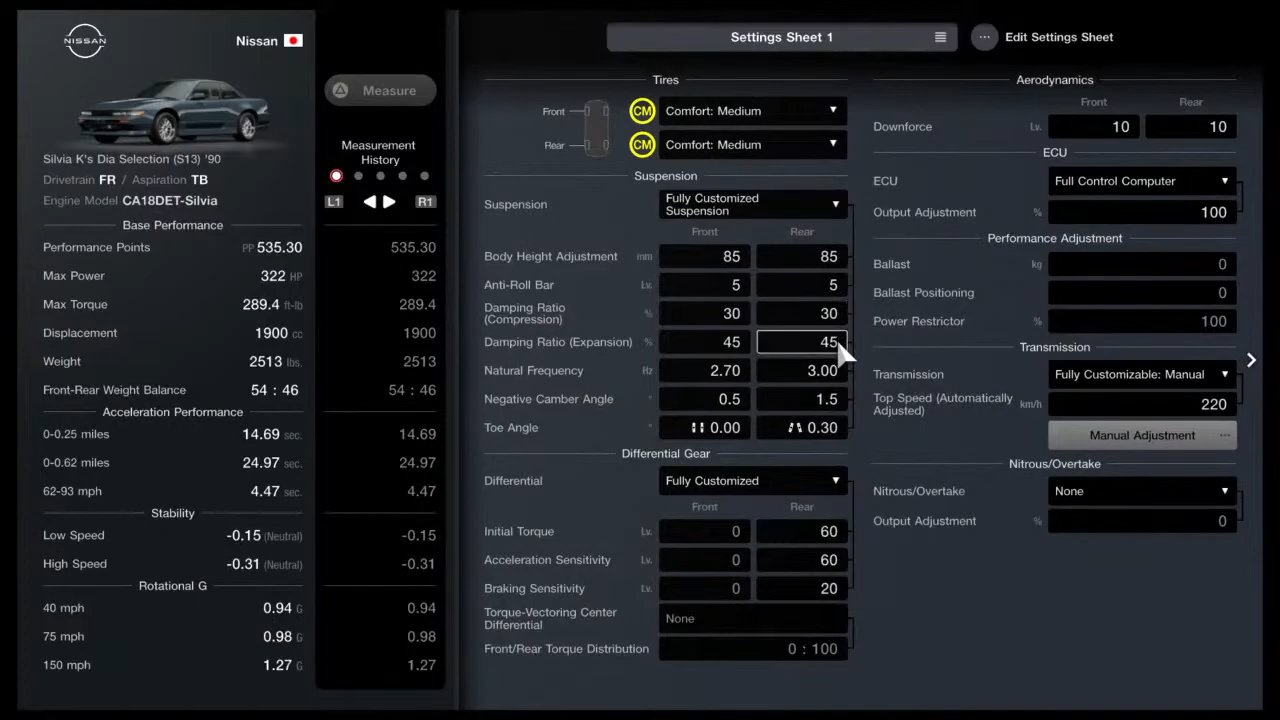 NISSAN
Nissan
Silvia K's Dia Selection (S13) '90
Drivetrain FR / Aspiration TB
Engine Model CA18DET-Silvia
Base Performance
Performance Points PP 535.30
Max Power 322 HP
Max Torque 289.4 ft-lb
Displacement 1900 cc
Weight 2513 lbs.
Front-Rear Weight Balance 54 : 46
Acceleration Performance
0-0.25 miles 14.69 sec.
0-0.62 miles 24.97 sec.
62-93 mph 4.47 sec.
Stability
Low Speed -0.15 (Neutral)
High Speed -0.31 (Neutral)
Rotational G
40 mph 0.94 G
75 mph 0.98 G
150 mph 1.27 G
Measure
Measurement
History
L1 R1
535.30
322
289.4
1900
2513
54 : 46
14.69
24.97
4.47
-0.15
-0.31
0.94
0.98
1.27
Settings Sheet 1
Edit Settings Sheet
Tires
Front CM Comfort: Medium
Rear CM Comfort: Medium
Suspension
Suspension Fully Customized
Suspension
Front Rear
Body Height Adjustment mm 85 85
Anti-Roll Bar Lv. 5 5
Damping Ratio
(Compression) % 30 30
Damping Ratio (Expansion) % 45 45
Natural Frequency Hz 2.70 3.00
Negative Camber Angle ° 0.5 1.5
Toe Angle ° 0.00 0.30
Differential Gear
Differential Fully Customized
Front Rear
Initial Torque Lv. 0 60
Acceleration Sensitivity Lv. 0 60
Braking Sensitivity Lv. 0 20
Torque-Vectoring Center
Differential None
Front/Rear Torque Distribution 0 : 100
Aerodynamics
Front Rear
Downforce Lv. 10 10
ECU
ECU Full Control Computer
Output Adjustment % 100
Performance Adjustment
Ballast kg 0
Ballast Positioning 0
Power Restrictor % 100
Transmission
Transmission Fully Customizable: Manual
Top Speed (Automatically
Adjusted) km/h 220
Manual Adjustment
Nitrous/Overtake
Nitrous/Overtake None
Output Adjustment % 0